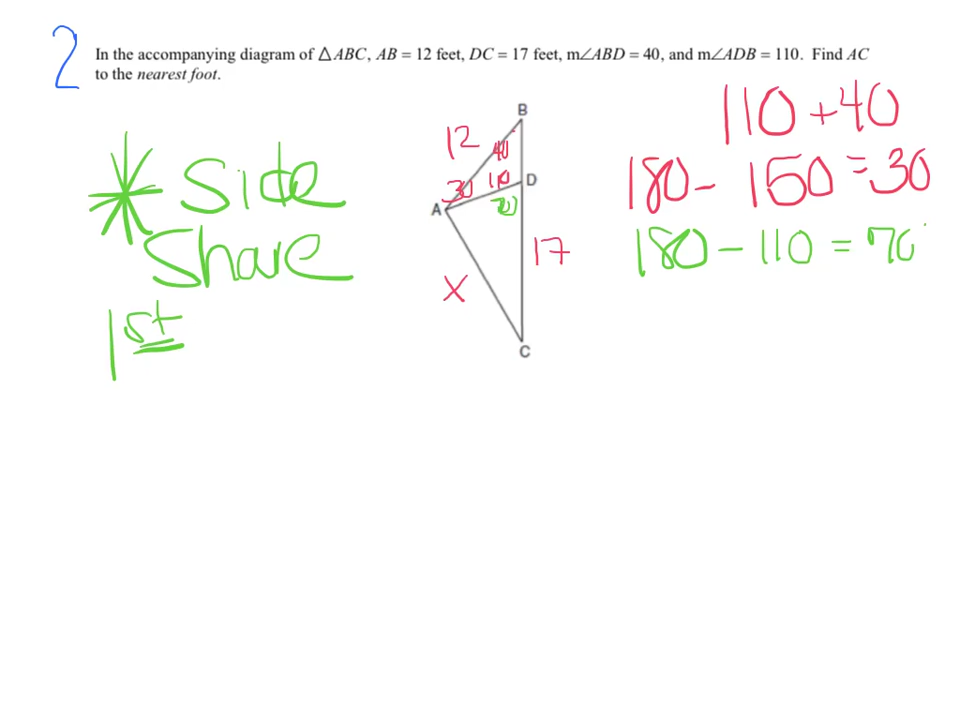 2
In the accompanying diagram of △ABC, AB = 12 feet, DC = 17 feet, m∠ABD = 40, and m∠ADB = 110. Find AC
to the nearest foot.
110 + 40
180 - 150 = 30
180 - 110 = 70
* Side
Share
1st
B
12
40
30
110
D
70
A
17
X
C